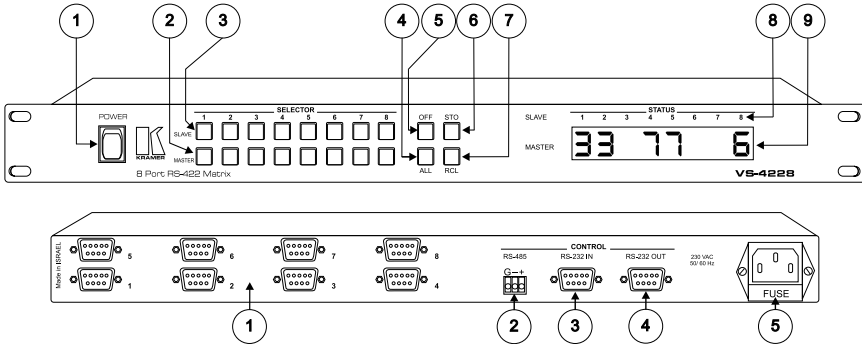 1 2 3 4 5 6 7 8 9
SELECTOR
STATUS
POWER
1 2 3 4 5 6 7 8
OFF STO
SLAVE
1 2 3 4 5 6 7 8
SLAVE
K
KRAMER
MASTER
MASTER
33 77 6
ALL RCL
8 Port RS-422 Matrix
VS-4228
Made in ISRAEL
5 6 7 8
1 2 3 4
CONTROL
RS-485
RS-232 IN
RS-232 OUT
230 VAC
50/60 Hz
G – +
FUSE
1 2 3 4 5